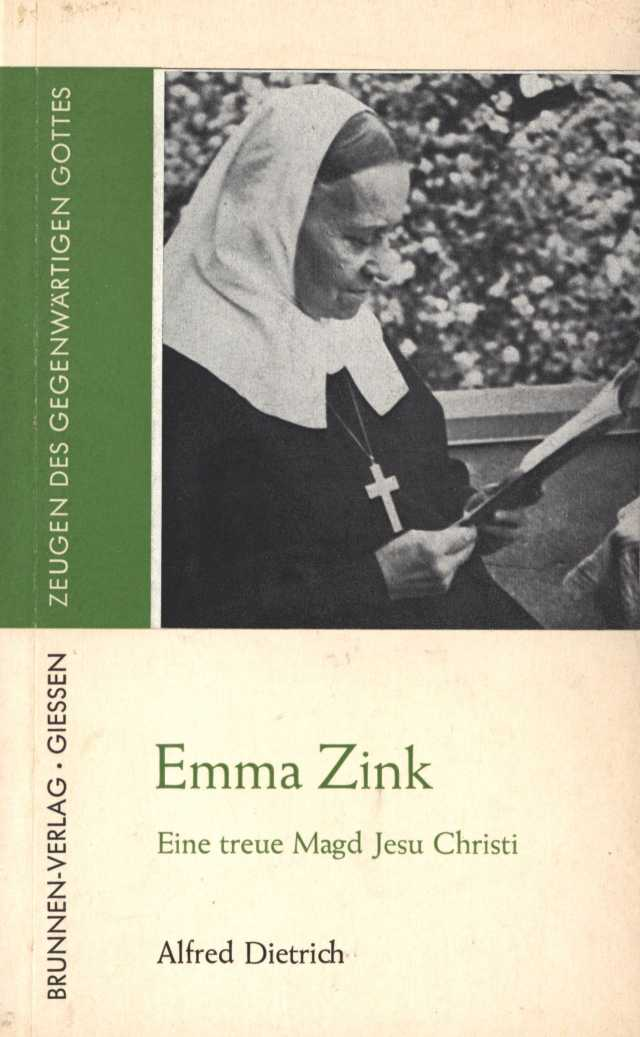 ZEUGEN DES GEGENWÄRTIGEN GOTTES
BRUNNEN-VERLAG · GIESSEN
Emma Zink
Eine treue Magd Jesu Christi
Alfred Dietrich